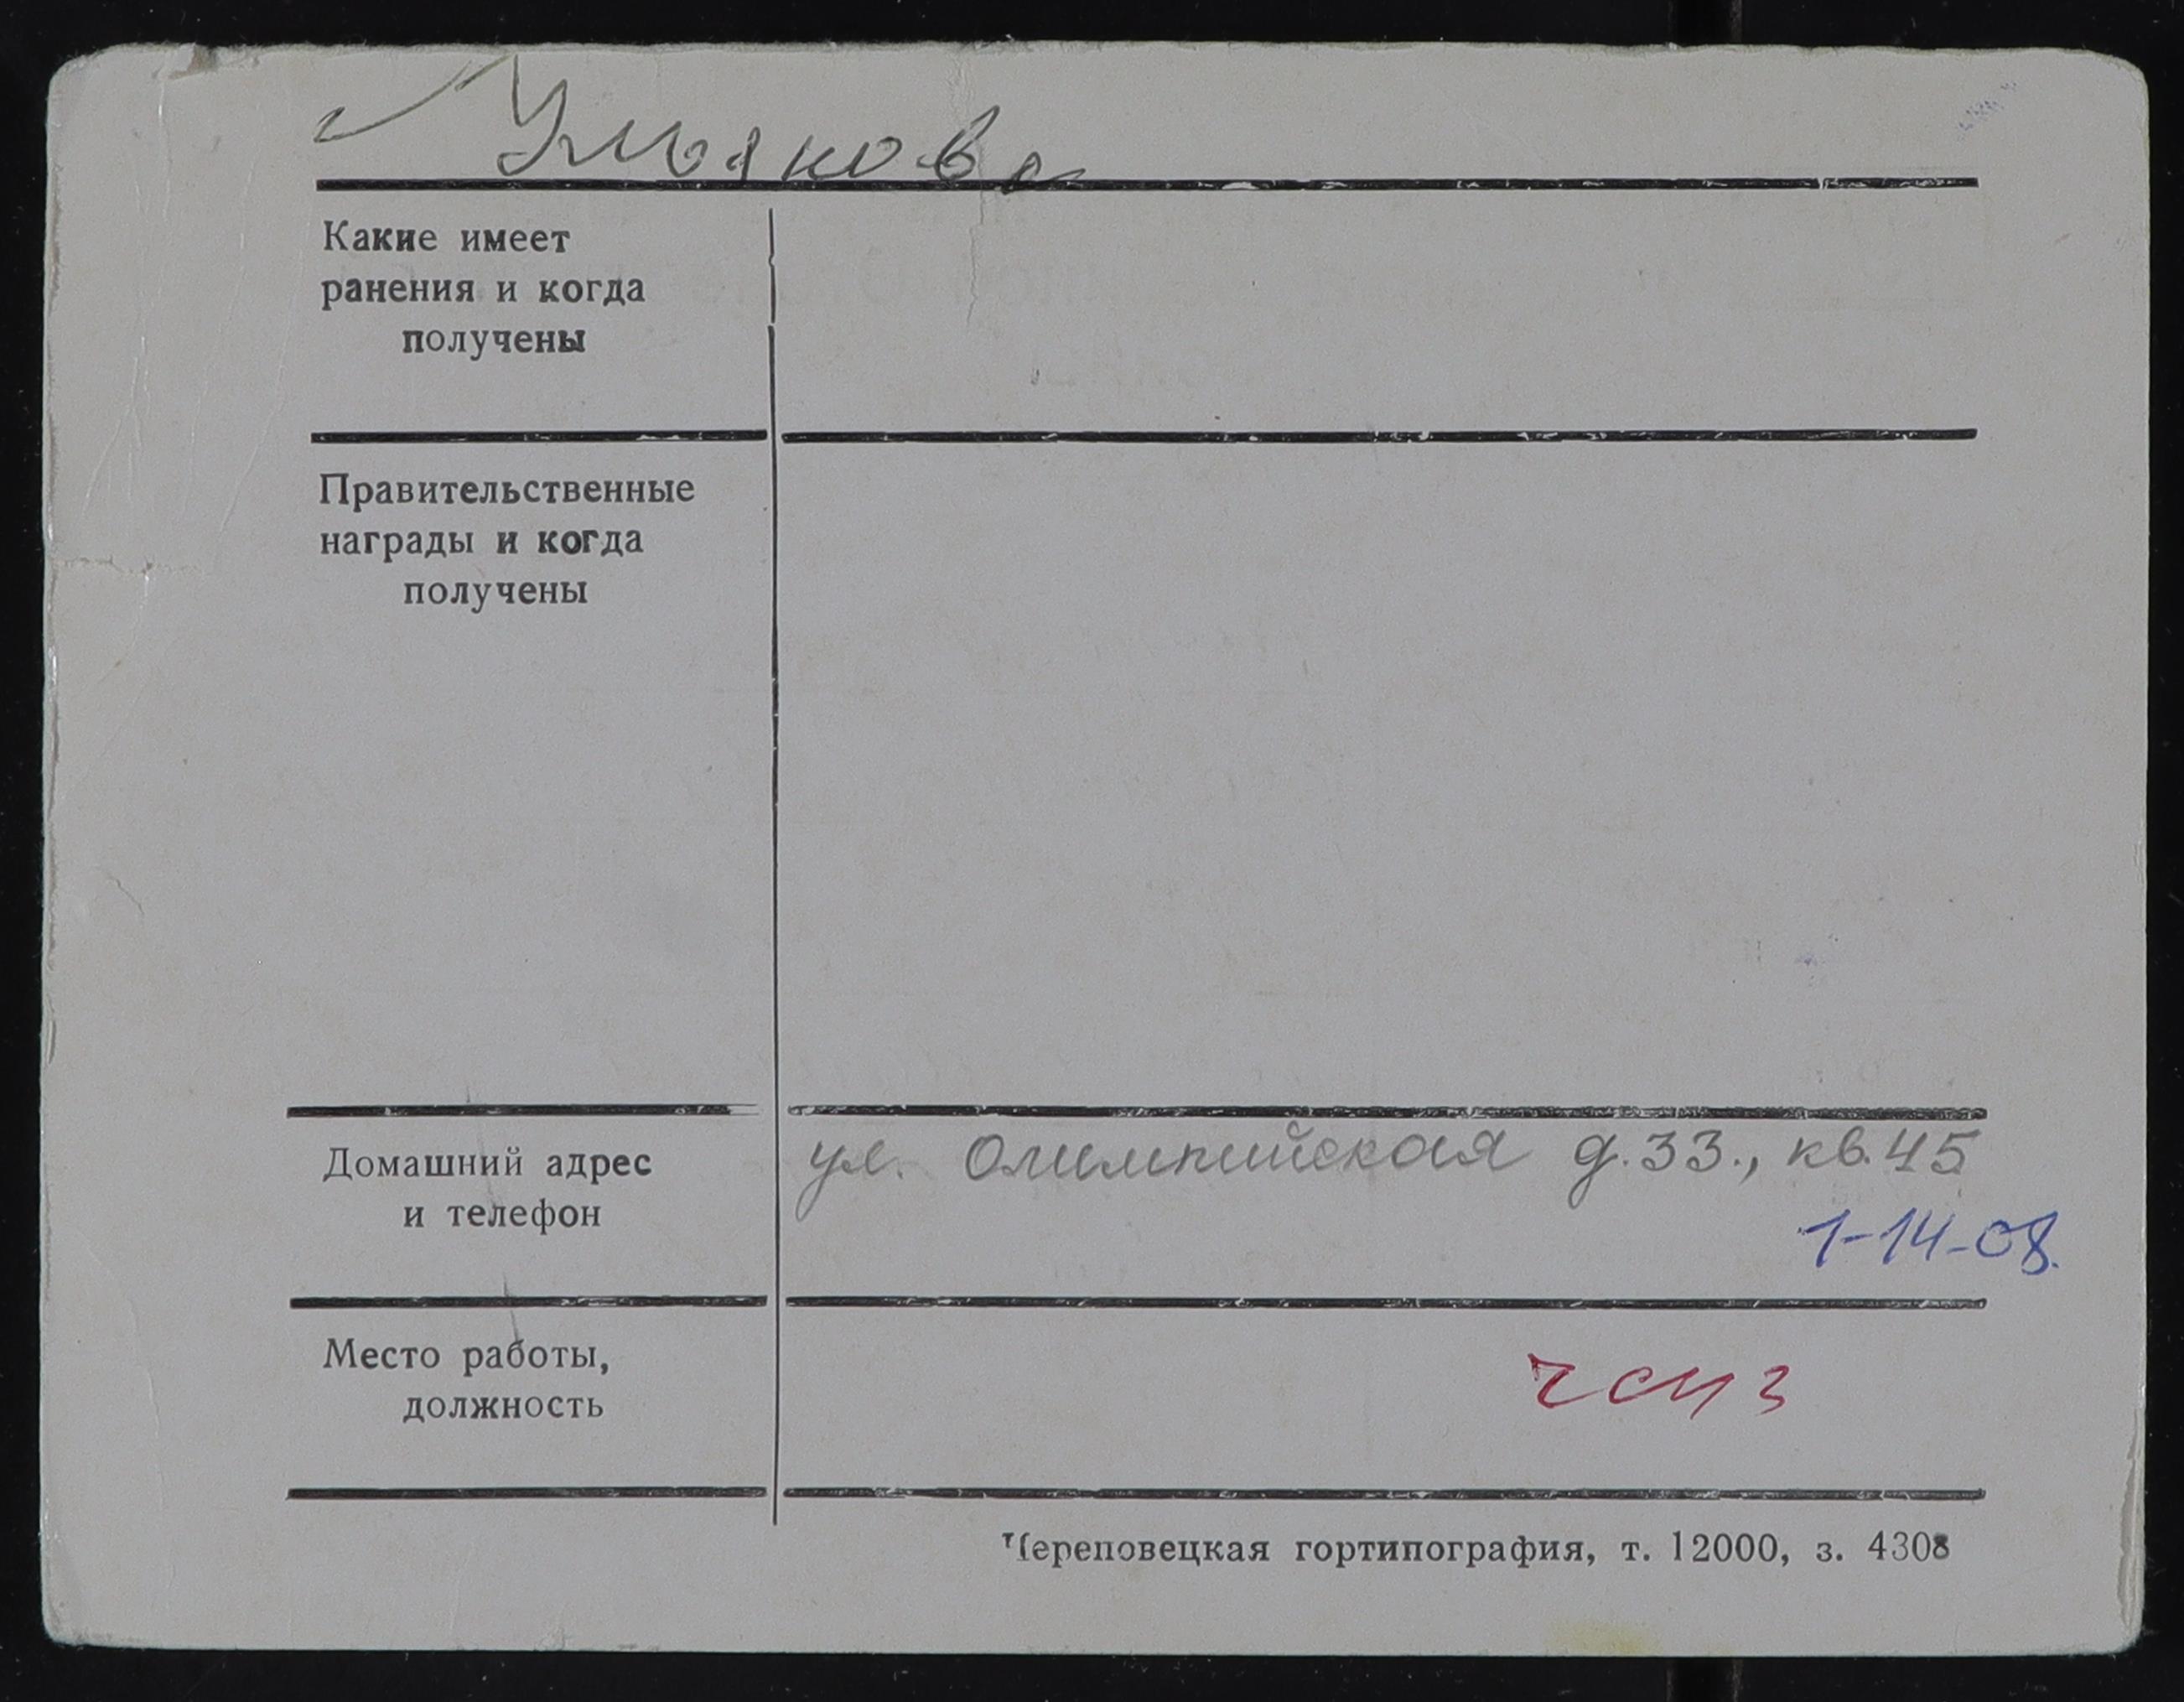 Ульянова
Какие имеет
ранения и когда
получены
Правительственные
награды и когда
получены
Домашний адрес
и телефон
ул. Олимпийская д.33., кв.45
1-14-08.
Место работы,
должность
Череповецкая гортипография, т. 12000, з. 4308